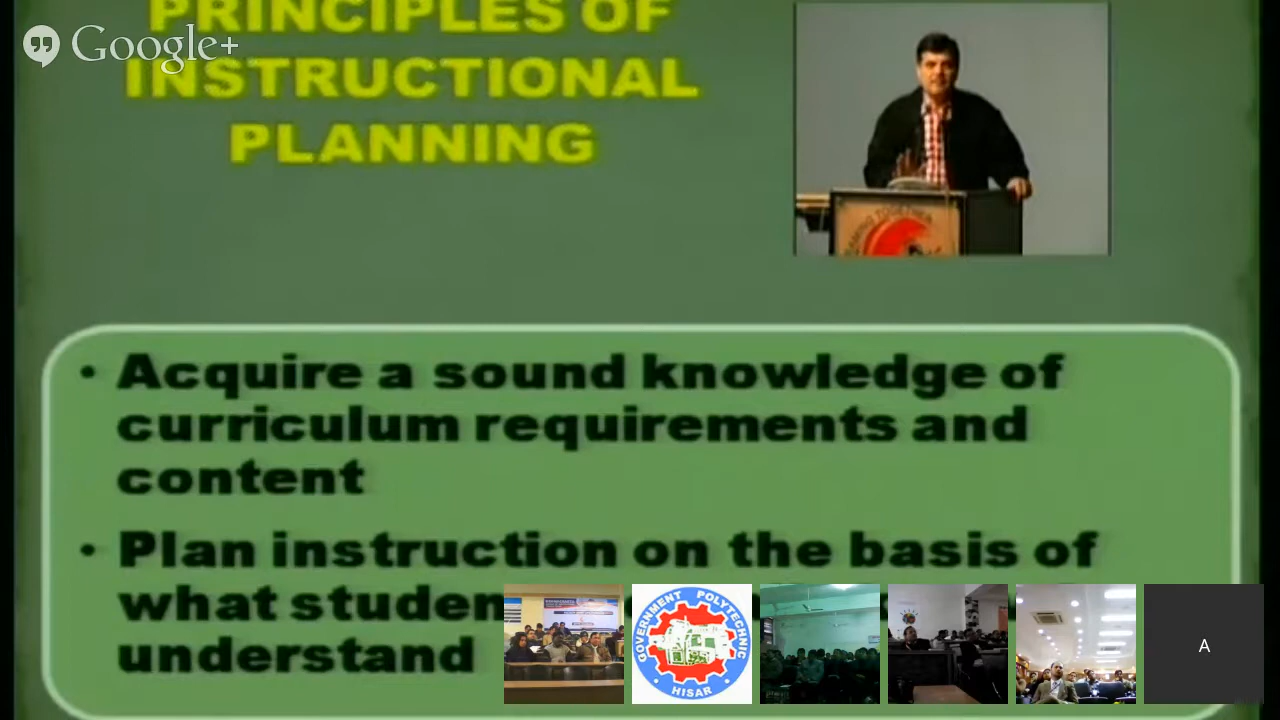 PRINCIPLES OF
INSTRUCTIONAL
PLANNING
Google+
• Acquire a sound knowledge of
curriculum requirements and
content
• Plan instruction on the basis of
what
understand
GOVERNMENT POLYTECHNIC
• HISAR •
A